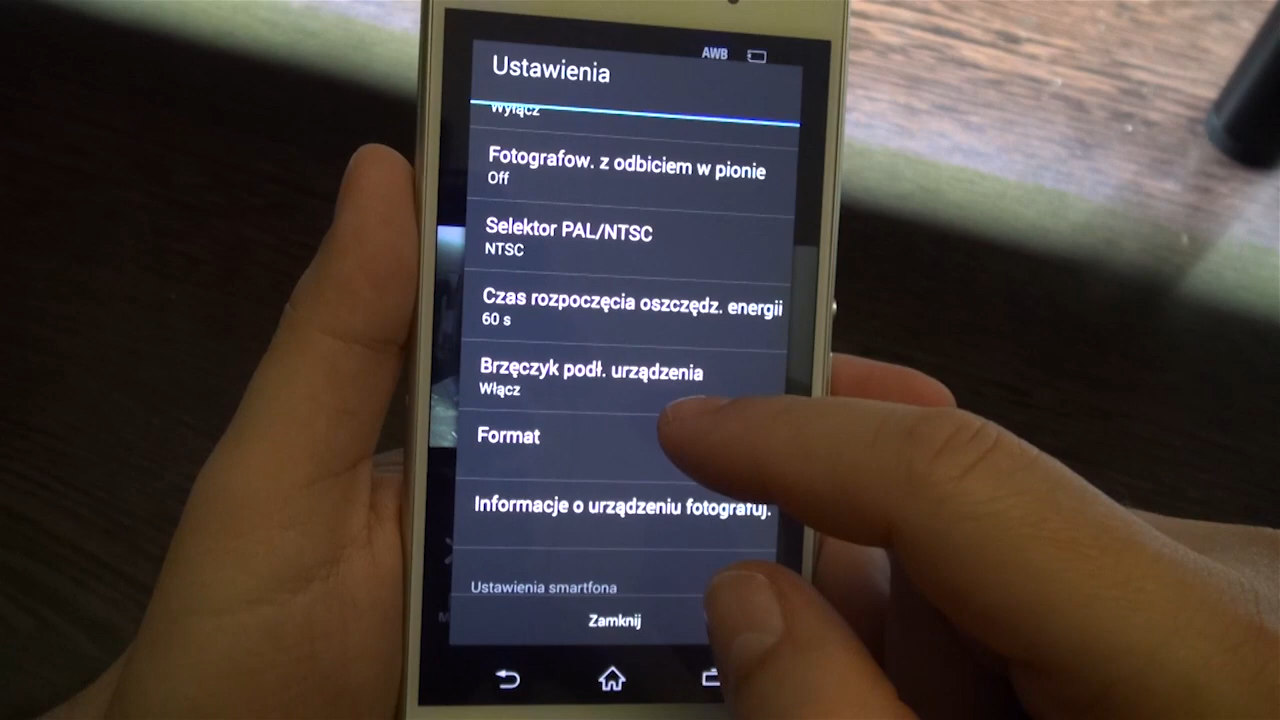 AWB
Ustawienia
Wyłącz
Fotografow. z odbiciem w pionie
Off
Selektor PAL/NTSC
NTSC
Czas rozpoczęcia oszczędz. energii
60 s
Brzęczyk podł. urządzenia
Włącz
Format
Informacje o urządzeniu fotografuj.
Ustawienia smartfona
Zamknij